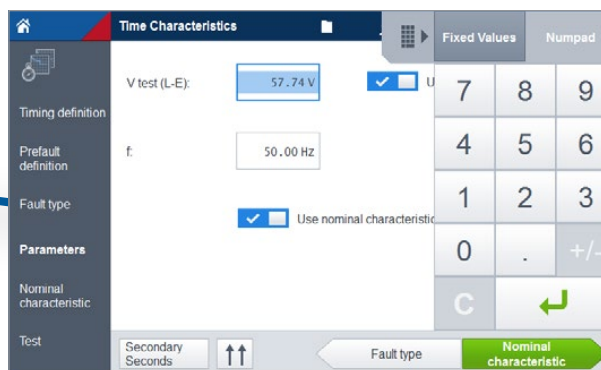 Time Characteristics
Fixed Values
Numpad
Timing definition
Prefault
definition
Fault type
Parameters
Nominal
characteristic
Test
V test (L-E):
57.74 V
U
f:
50.00 Hz
Use nominal characteristic
7 8 9
4 5 6
1 2 3
0 . +/-
C
Secondary
Seconds
Fault type
Nominal
characteristic